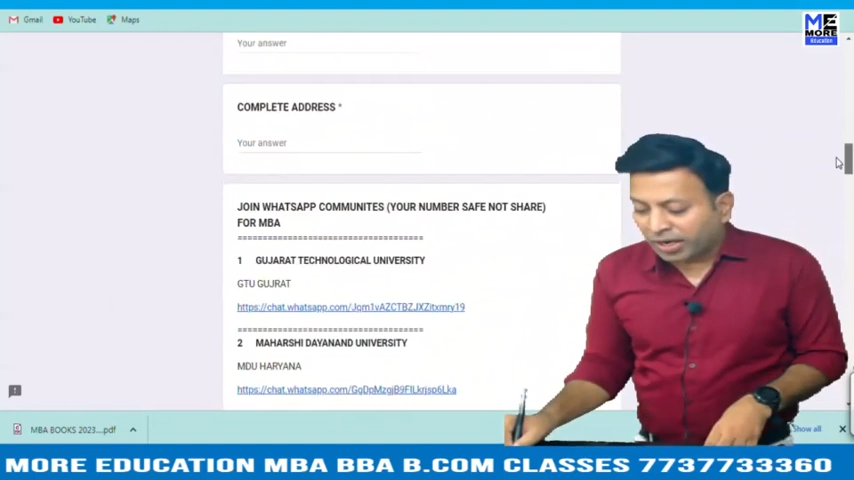 Gmail
YouTube
Maps
ME
MORE
Education
Your answer
COMPLETE ADDRESS *
Your answer
JOIN WHATSAPP COMMUNITES (YOUR NUMBER SAFE NOT SHARE)
FOR MBA
=====================================
1 GUJARAT TECHNOLOGICAL UNIVERSITY
GTU GUJRAT
https://chat.whatsapp.com/Jqm1vAZCTBZJXZitxmry19
=====================================
2 MAHARSHI DAYANAND UNIVERSITY
MDU HARYANA
https://chat.whatsapp.com/GgDpMzgjB9FILkrjsp6Lka
MBA BOOKS 2023....pdf
Show all
MORE EDUCATION MBA BBA B.COM CLASSES 7737733360